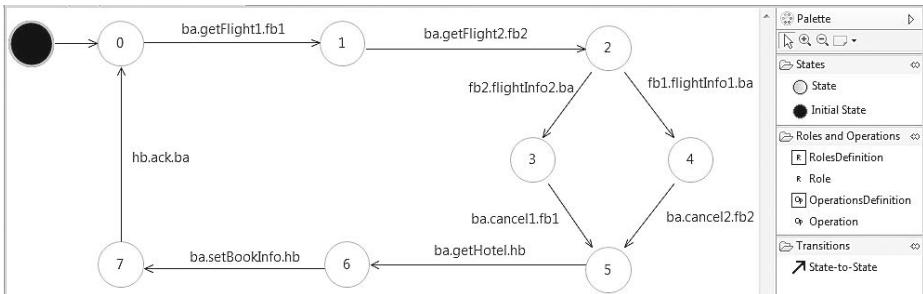 Palette
ba.getFlight1.fb1
ba.getFlight2.fb2
0
1
2
States
fb2.flightInfo2.ba
fb1.flightInfo1.ba
State
Initial State
Roles and Operations
hb.ack.ba
3
4
R RolesDefinition
R Role
Op OperationsDefinition
Op Operation
ba.cancel1.fb1
ba.cancel2.fb2
ba.setBookInfo.hb
ba.getHotel.hb
Transitions
7
6
5
State-to-State